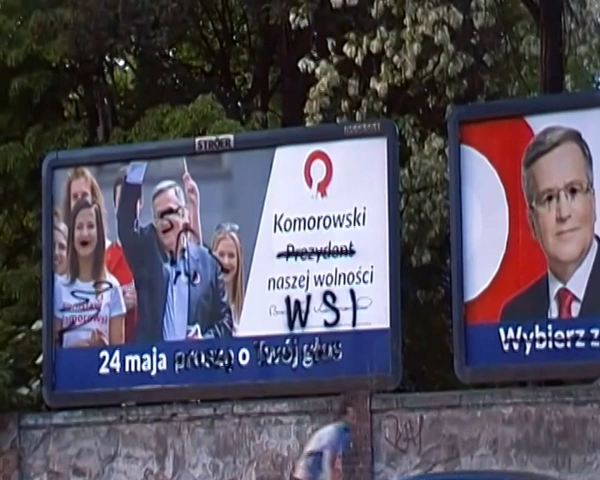 STRÖER
Komorowski
Prezydent
naszej wolności
WSI
24 maja proszę o Twój głos
Wybierz z